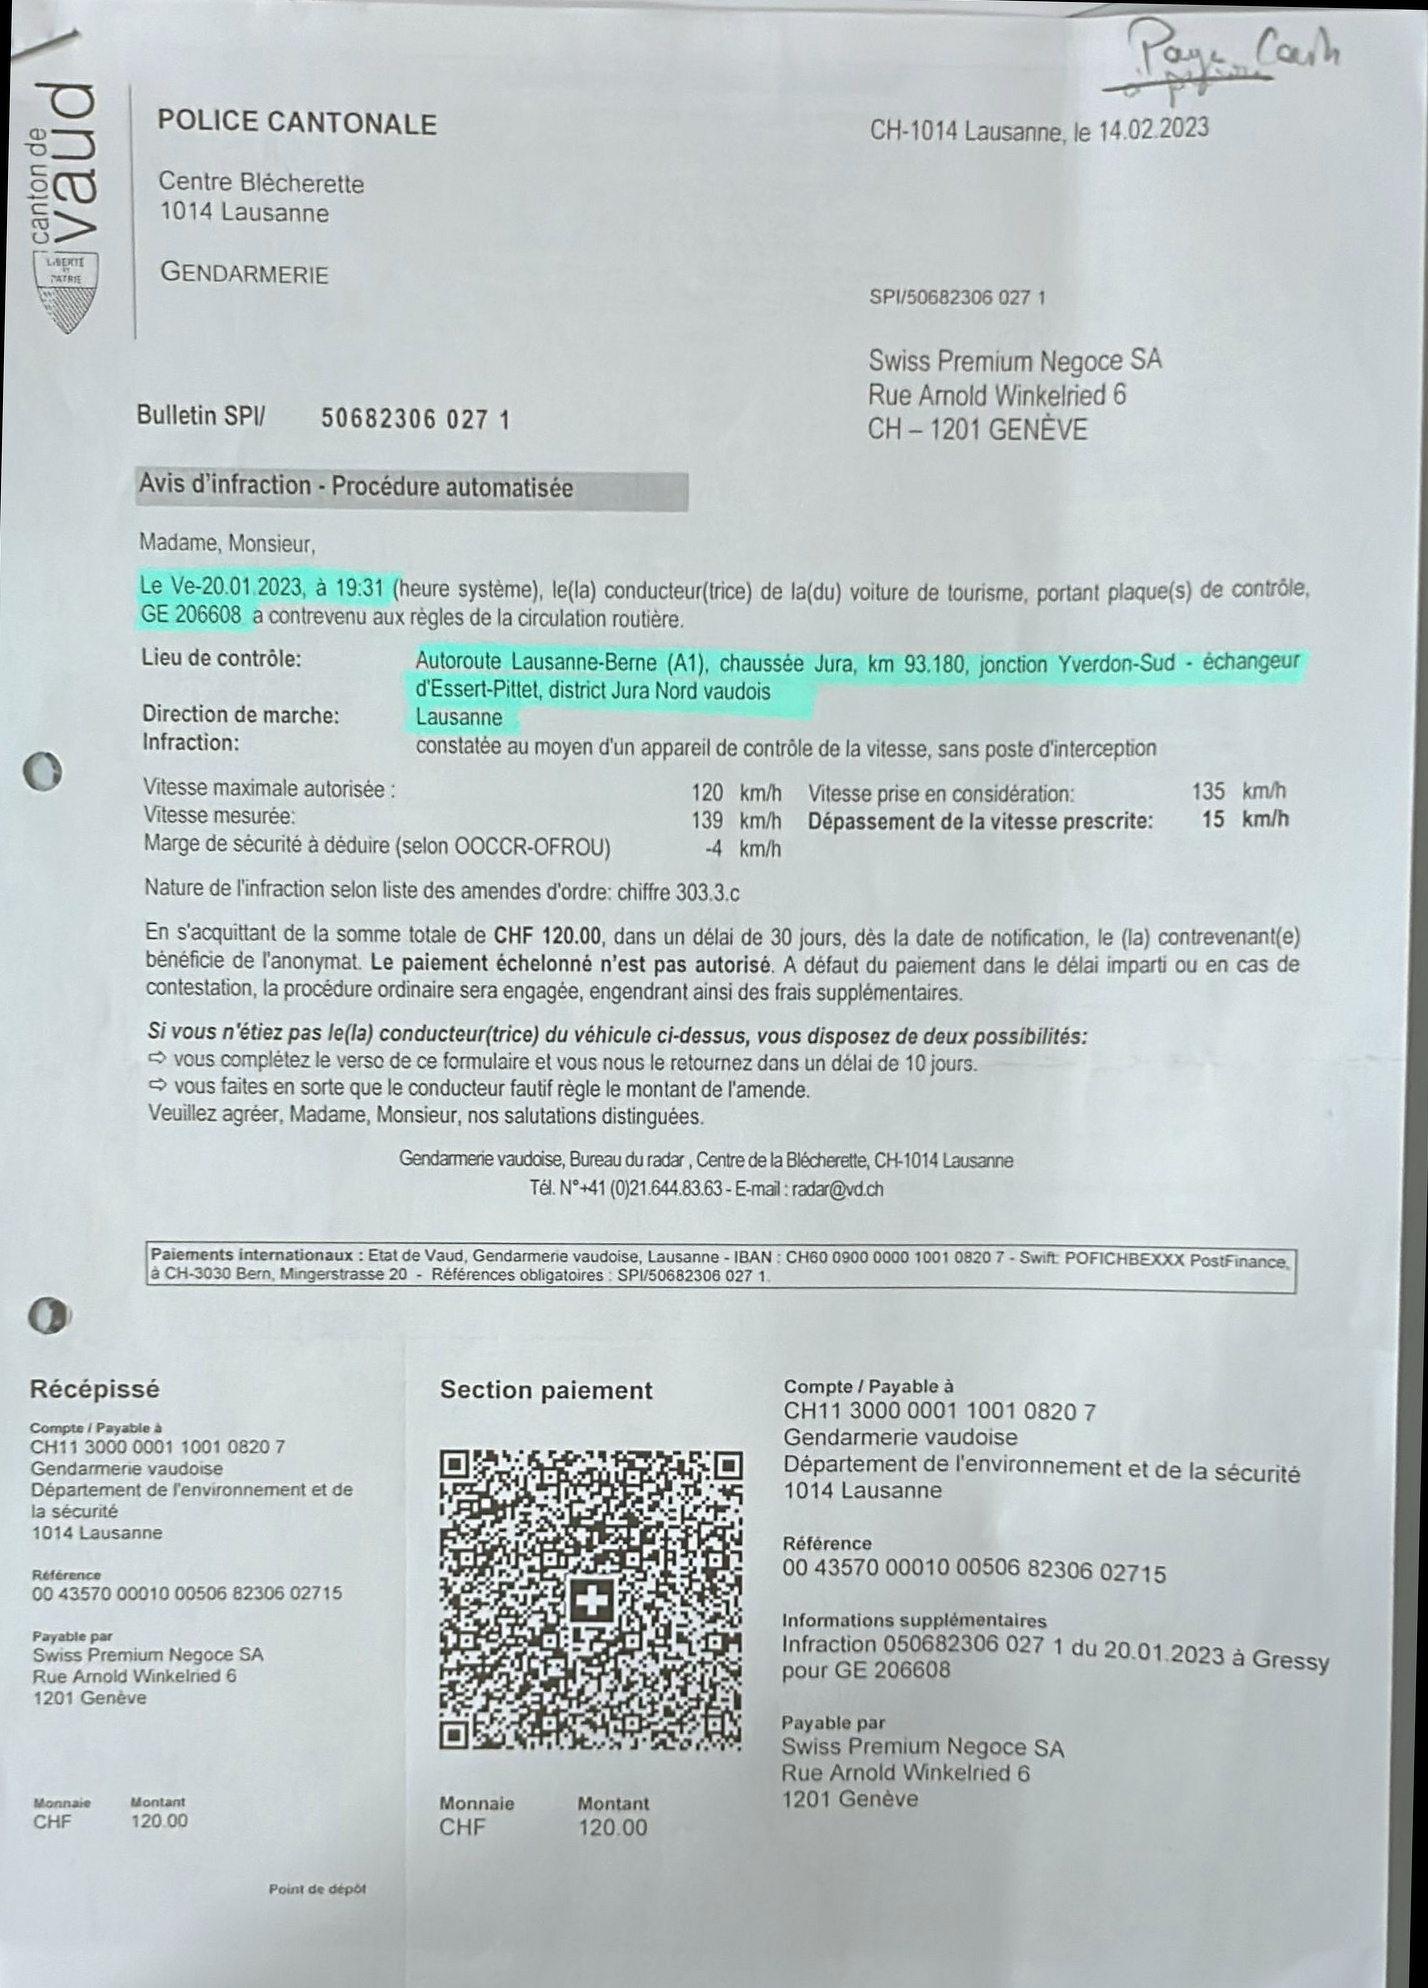 Paye Cash
canton de
vaud
LIBERTÉ
ET
PATRIE
POLICE CANTONALE
Centre Blécherette
1014 Lausanne
GENDARMERIE
CH-1014 Lausanne, le 14.02.2023
SPI/50682306 027 1
Swiss Premium Negoce SA
Rue Arnold Winkelried 6
CH – 1201 GENÈVE
Bulletin SPI/ 50682306 027 1
Avis d'infraction - Procédure automatisée
Madame, Monsieur,
Le Ve-20.01.2023, à 19:31 (heure système), le(la) conducteur(trice) de la(du) voiture de tourisme, portant plaque(s) de contrôle,
GE 206608 a contrevenu aux règles de la circulation routière.
Lieu de contrôle: Autoroute Lausanne-Berne (A1), chaussée Jura, km 93.180, jonction Yverdon-Sud - échangeur
d'Essert-Pittet, district Jura Nord vaudois
Direction de marche: Lausanne
Infraction: constatée au moyen d'un appareil de contrôle de la vitesse, sans poste d'interception
Vitesse maximale autorisée : 120 km/h Vitesse prise en considération: 135 km/h
Vitesse mesurée: 139 km/h Dépassement de la vitesse prescrite: 15 km/h
Marge de sécurité à déduire (selon OOCCR-OFROU) -4 km/h
Nature de l'infraction selon liste des amendes d'ordre: chiffre 303.3.c
En s'acquittant de la somme totale de CHF 120.00, dans un délai de 30 jours, dès la date de notification, le (la) contrevenant(e)
bénéficie de l'anonymat. Le paiement échelonné n'est pas autorisé. A défaut du paiement dans le délai imparti ou en cas de
contestation, la procédure ordinaire sera engagée, engendrant ainsi des frais supplémentaires.
Si vous n'étiez pas le(la) conducteur(trice) du véhicule ci-dessus, vous disposez de deux possibilités:
⇨ vous complétez le verso de ce formulaire et vous nous le retournez dans un délai de 10 jours.
⇨ vous faites en sorte que le conducteur fautif règle le montant de l'amende.
Veuillez agréer, Madame, Monsieur, nos salutations distinguées.
Gendarmerie vaudoise, Bureau du radar , Centre de la Blécherette, CH-1014 Lausanne
Tél. N°+41 (0)21.644.83.63 - E-mail : radar@vd.ch
Paiements internationaux : Etat de Vaud, Gendarmerie vaudoise, Lausanne - IBAN : CH60 0900 0000 1001 0820 7 - Swift: POFICHBEXXX PostFinance,
à CH-3030 Bern, Mingerstrasse 20 - Références obligatoires : SPI/50682306 027 1.
Récépissé
Compte / Payable à
CH11 3000 0001 1001 0820 7
Gendarmerie vaudoise
Département de l'environnement et de
la sécurité
1014 Lausanne
Référence
00 43570 00010 00506 82306 02715
Payable par
Swiss Premium Negoce SA
Rue Arnold Winkelried 6
1201 Genève
Monnaie Montant
CHF 120.00
Point de dépôt
Section paiement
Monnaie Montant
CHF 120.00
Compte / Payable à
CH11 3000 0001 1001 0820 7
Gendarmerie vaudoise
Département de l'environnement et de la sécurité
1014 Lausanne
Référence
00 43570 00010 00506 82306 02715
Informations supplémentaires
Infraction 050682306 027 1 du 20.01.2023 à Gressy
pour GE 206608
Payable par
Swiss Premium Negoce SA
Rue Arnold Winkelried 6
1201 Genève